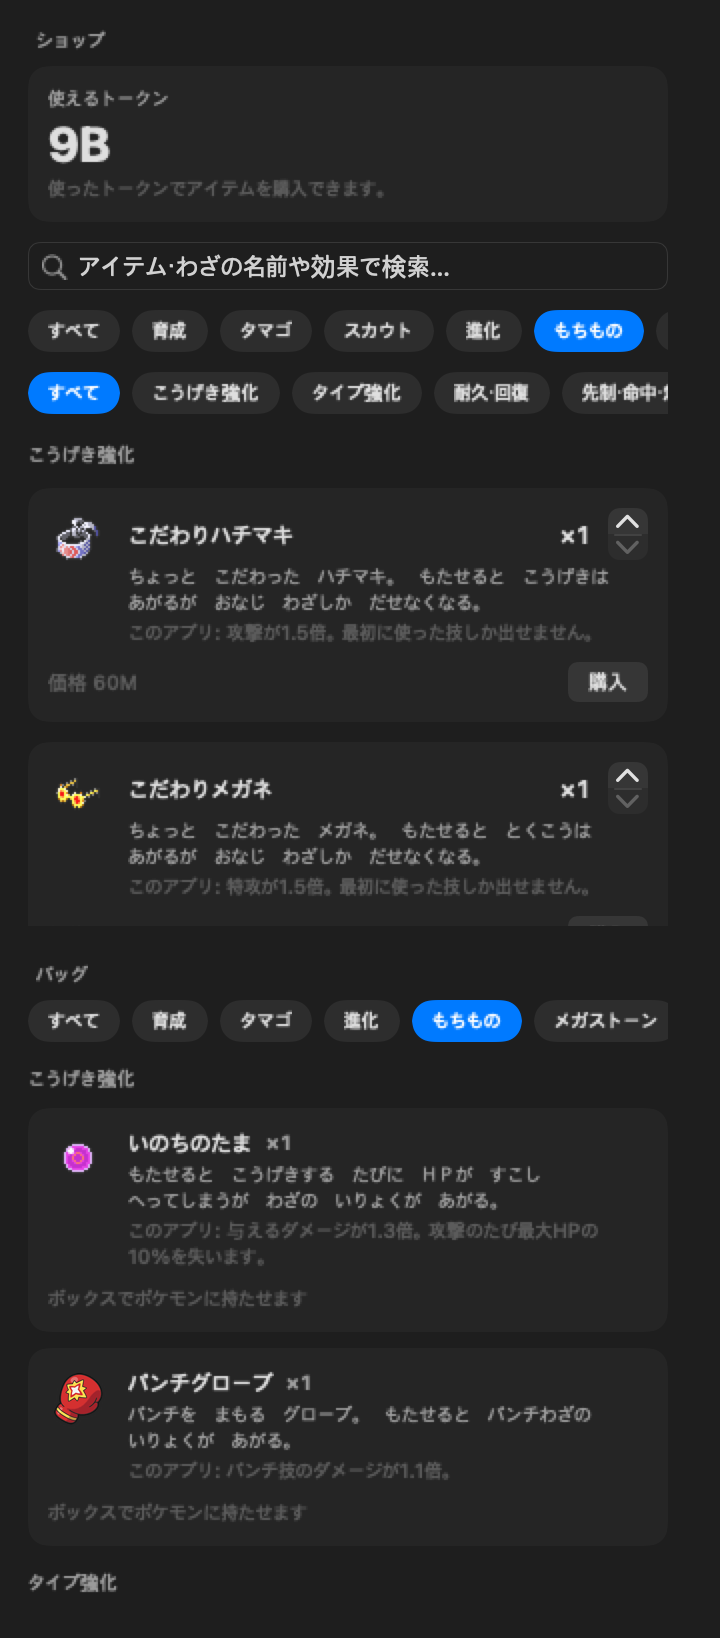 ショップ
使えるトークン
9B
使ったトークンでアイテムを購入できます。
アイテム·わざの名前や効果で検索...
すべて 育成 タマゴ スカウト 進化 もちもの
すべて こうげき強化 タイプ強化 耐久·回復 先制·命中·
こうげき強化
こだわりハチマキ ×1
ちょっと　こだわった　ハチマキ。　もたせると　こうげきは
あがるが　おなじ　わざしか　だせなくなる。
このアプリ: 攻撃が1.5倍。最初に使った技しか出せません。
価格 60M 購入
こだわりメガネ ×1
ちょっと　こだわった　メガネ。　もたせると　とくこうは
あがるが　おなじ　わざしか　だせなくなる。
このアプリ: 特攻が1.5倍。最初に使った技しか出せません。
バッグ
すべて 育成 タマゴ 進化 もちもの メガストーン
こうげき強化
いのちのたま ×1
もたせると　こうげきする　たびに　ＨＰが　すこし
へってしまうが　わざの　いりょくが　あがる。
このアプリ: 与えるダメージが1.3倍。攻撃のたび最大HPの
10%を失います。
ボックスでポケモンに持たせます
パンチグローブ ×1
パンチを　まもる　グローブ。　もたせると　パンチわざの
いりょくが　あがる。
このアプリ: パンチ技のダメージが1.1倍。
ボックスでポケモンに持たせます
タイプ強化